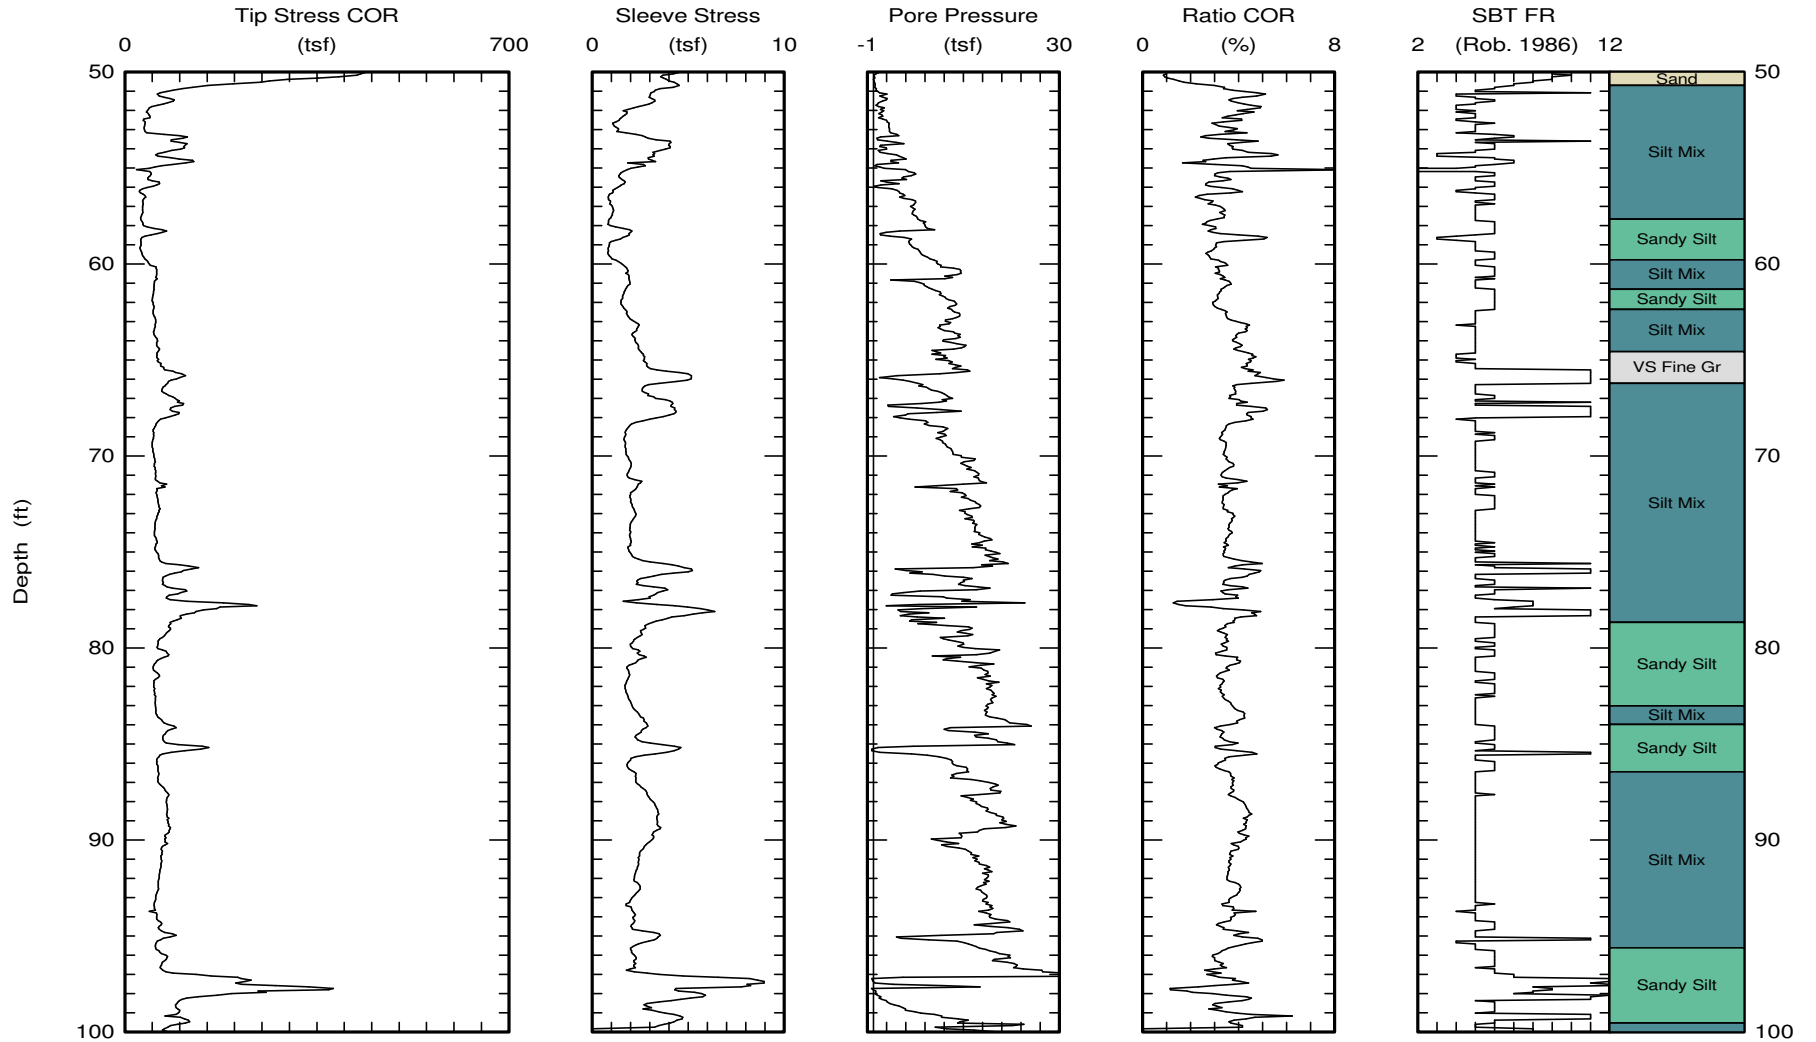 Tip Stress COR Sleeve Stress Pore Pressure Ratio COR SBT FR
0 (tsf) 700 0 (tsf) 10 -1 (tsf) 30 0 (%) 8 2 (Rob. 1986) 12
50 Sand 50
Silt Mix
Sandy Silt
60 Silt Mix 60
Sandy Silt
Silt Mix
VS Fine Gr
70 70
Silt Mix
Depth (ft)
80 Sandy Silt 80
Silt Mix
Sandy Silt
90 90
Silt Mix
Sandy Silt
100 100